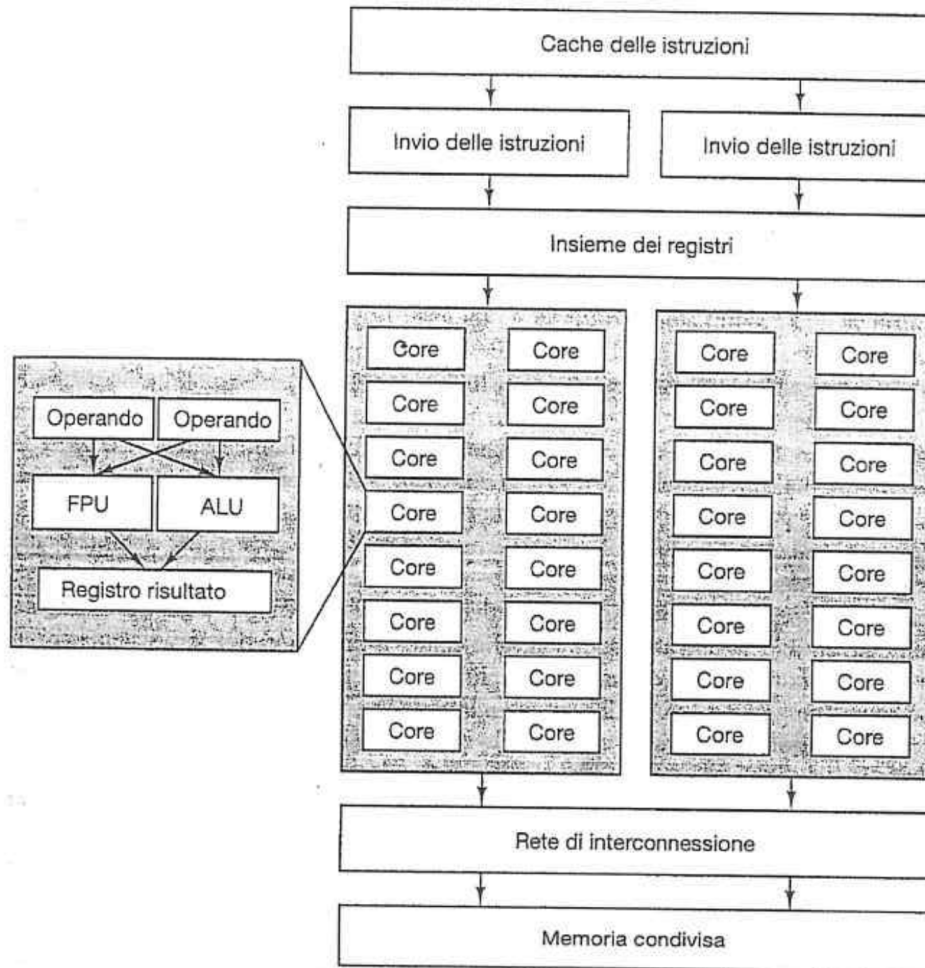 Cache delle istruzioni
Invio delle istruzioni
Invio delle istruzioni
Insieme dei registri
Core Core Core Core
Core Core Core Core
Core Core Core Core
Core Core Core Core
Core Core Core Core
Core Core Core Core
Core Core Core Core
Core Core Core Core
Operando Operando
FPU ALU
Registro risultato
Rete di interconnessione
Memoria condivisa